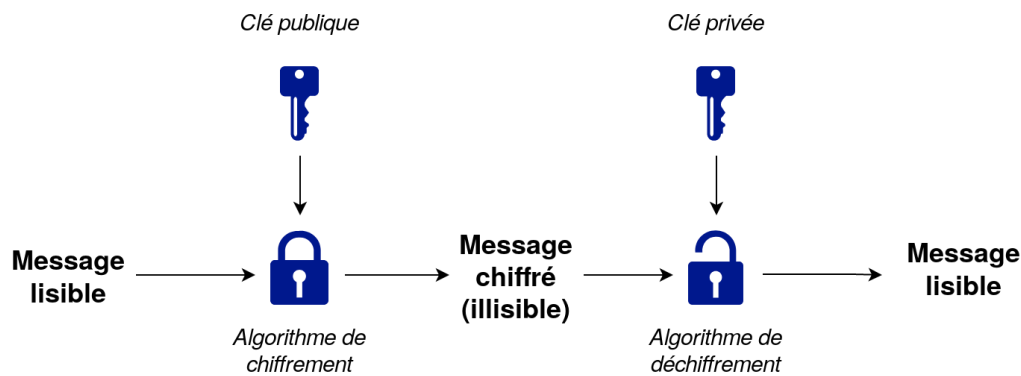 Clé publique
Clé privée
Message
lisible
Message
chiffré
(illisible)
Message
lisible
Algorithme de
chiffrement
Algorithme de
déchiffrement